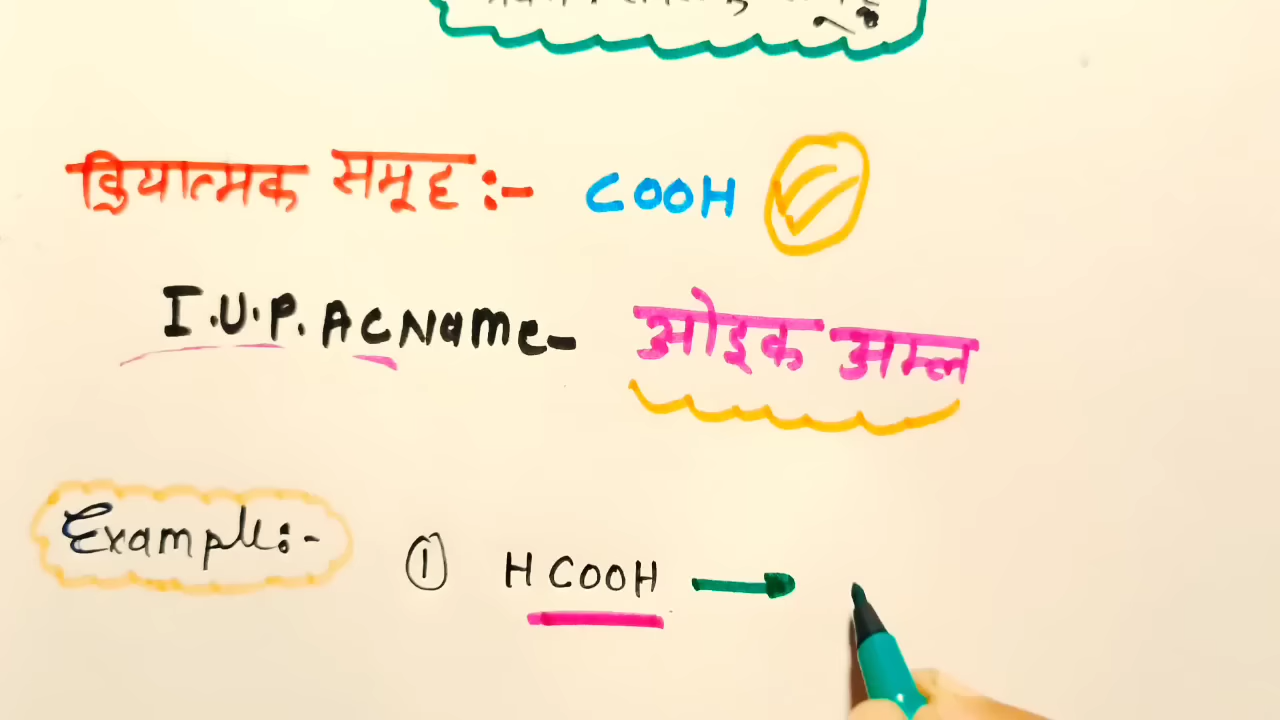 क्रियात्मक समूह :- COOH
I.U.P.AC Name- ओइक अम्ल
Example:- ① HCOOH